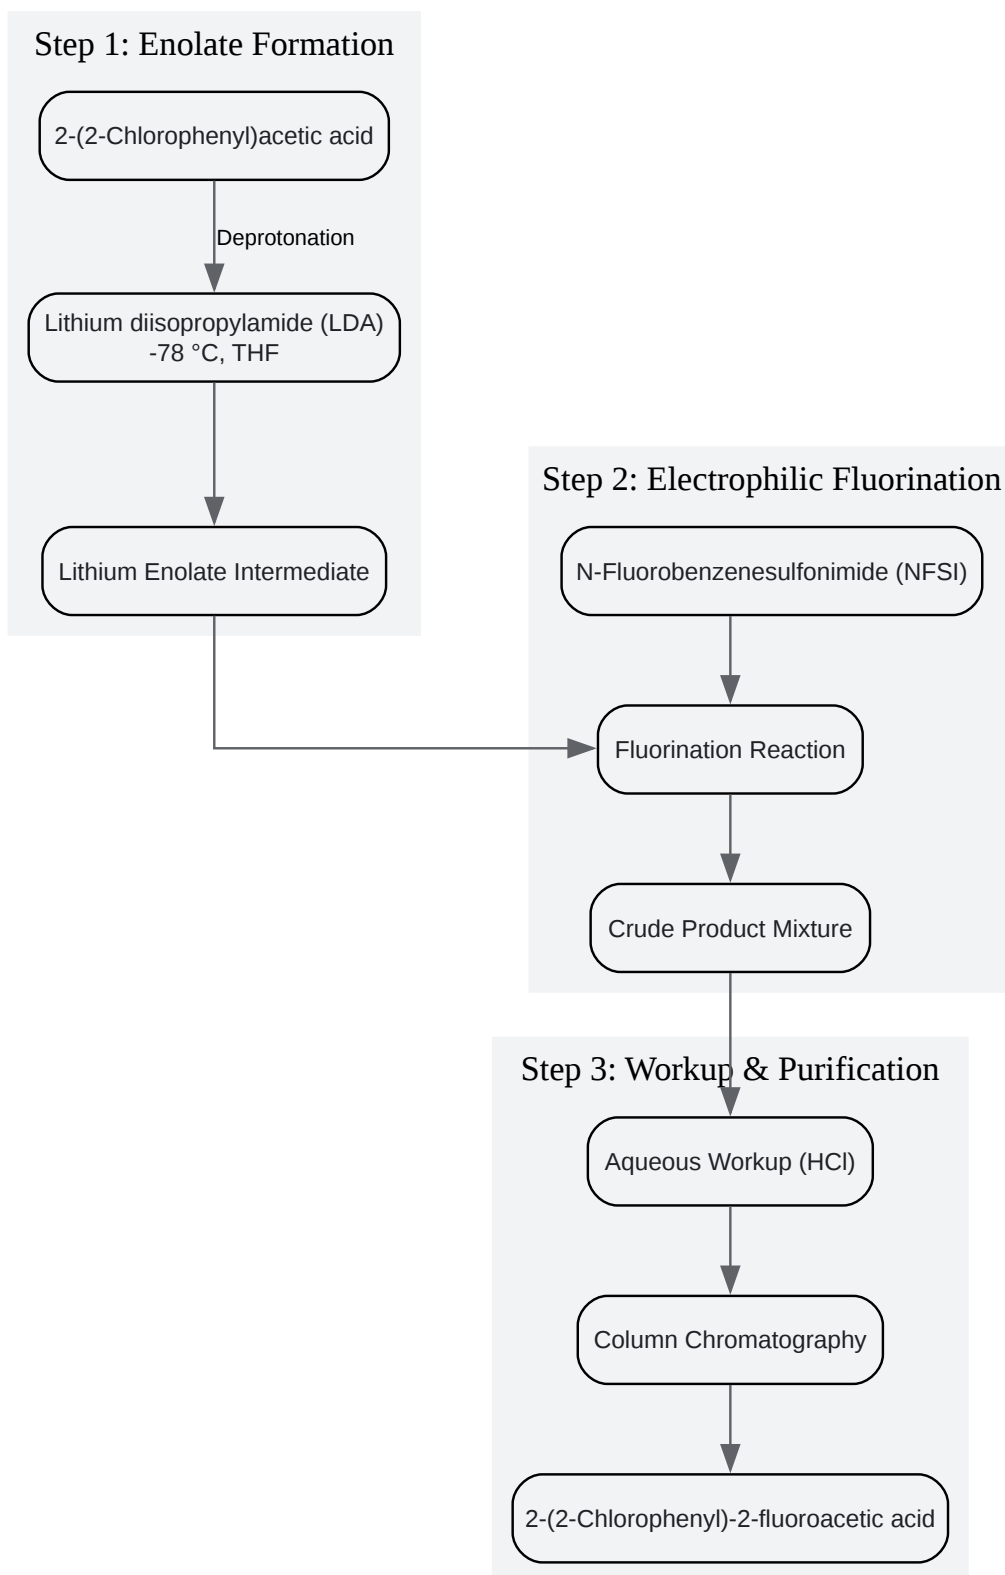 Step 1: Enolate Formation
2-(2-Chlorophenyl)acetic acid
Deprotonation
Lithium diisopropylamide (LDA)
-78 °C, THF
Lithium Enolate Intermediate
Step 2: Electrophilic Fluorination
N-Fluorobenzenesulfonimide (NFSI)
Fluorination Reaction
Crude Product Mixture
Step 3: Workup & Purification
Aqueous Workup (HCl)
Column Chromatography
2-(2-Chlorophenyl)-2-fluoroacetic acid